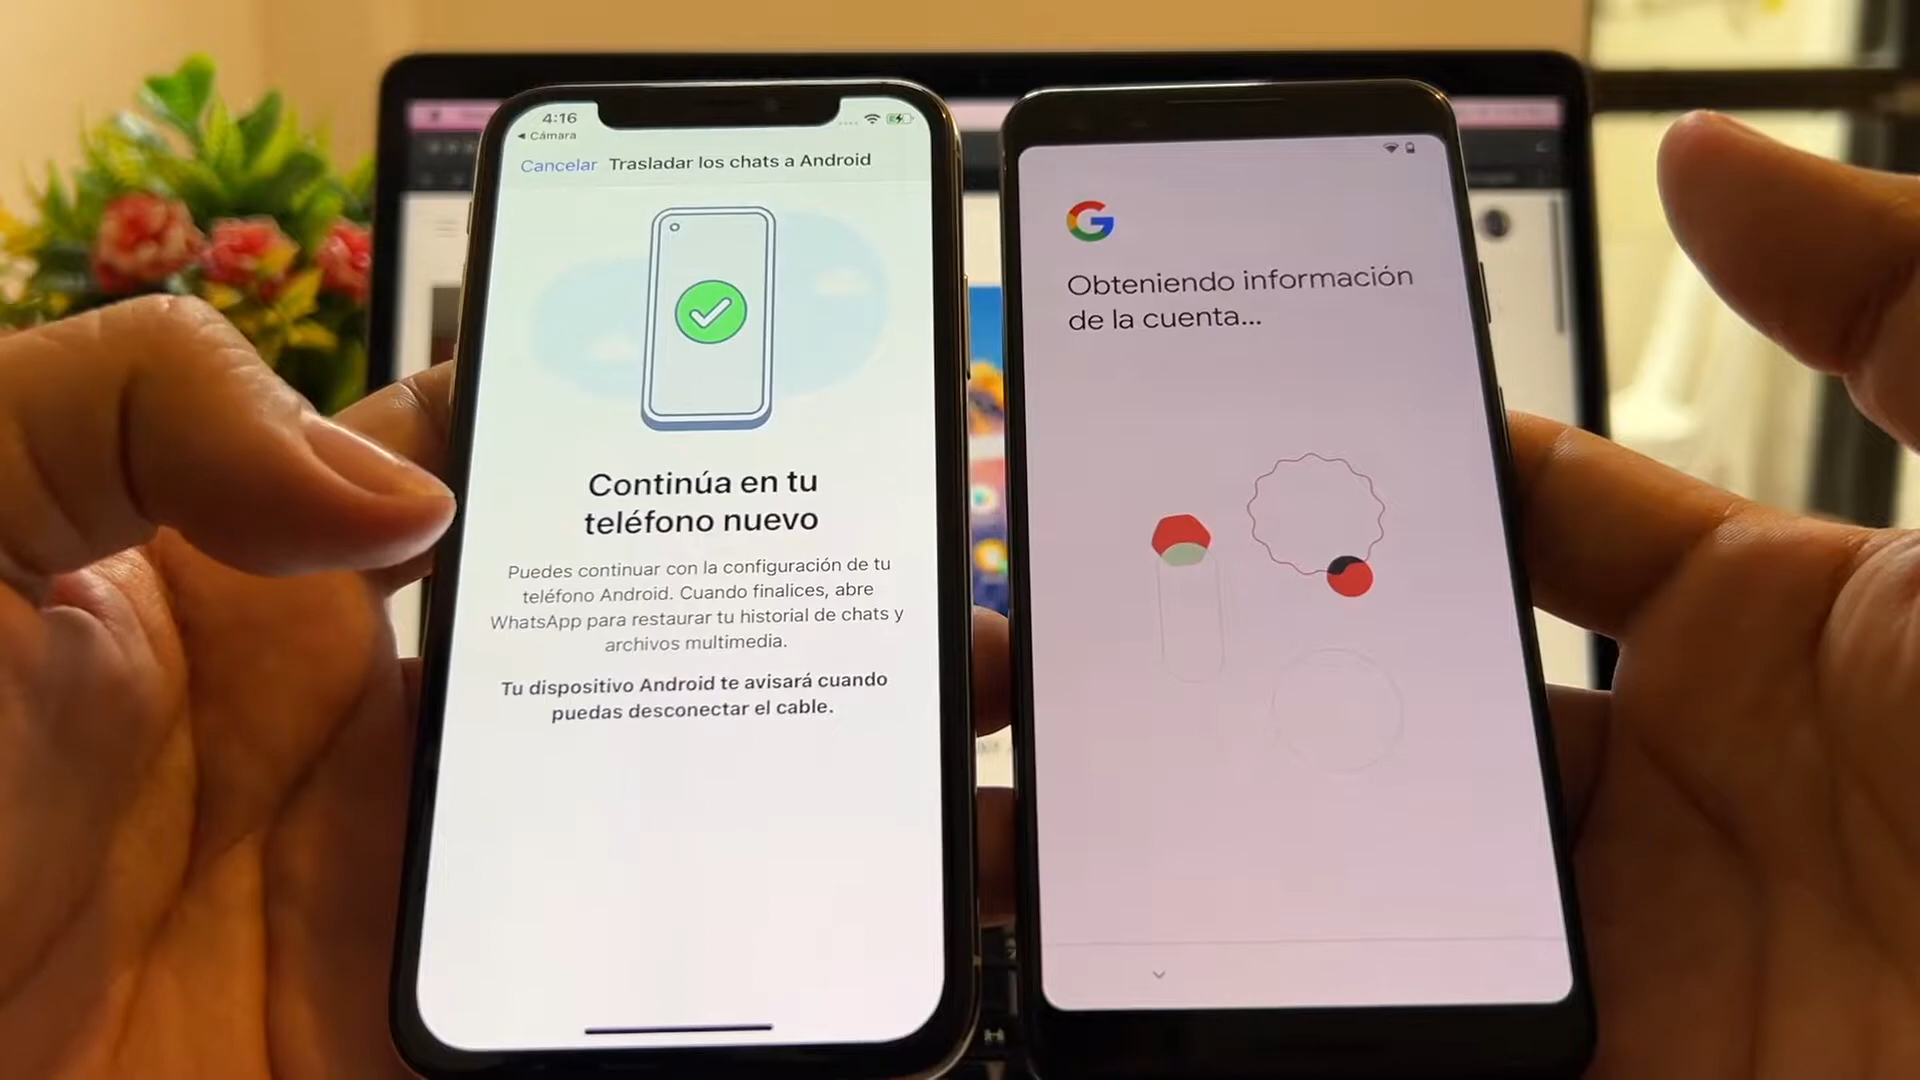 4:16
◀ Cámara
Cancelar Trasladar los chats a Android
Continúa en tu
teléfono nuevo
Puedes continuar con la configuración de tu
teléfono Android. Cuando finalices, abre
WhatsApp para restaurar tu historial de chats y
archivos multimedia.
Tu dispositivo Android te avisará cuando
puedas desconectar el cable.
G
Obteniendo información
de la cuenta...